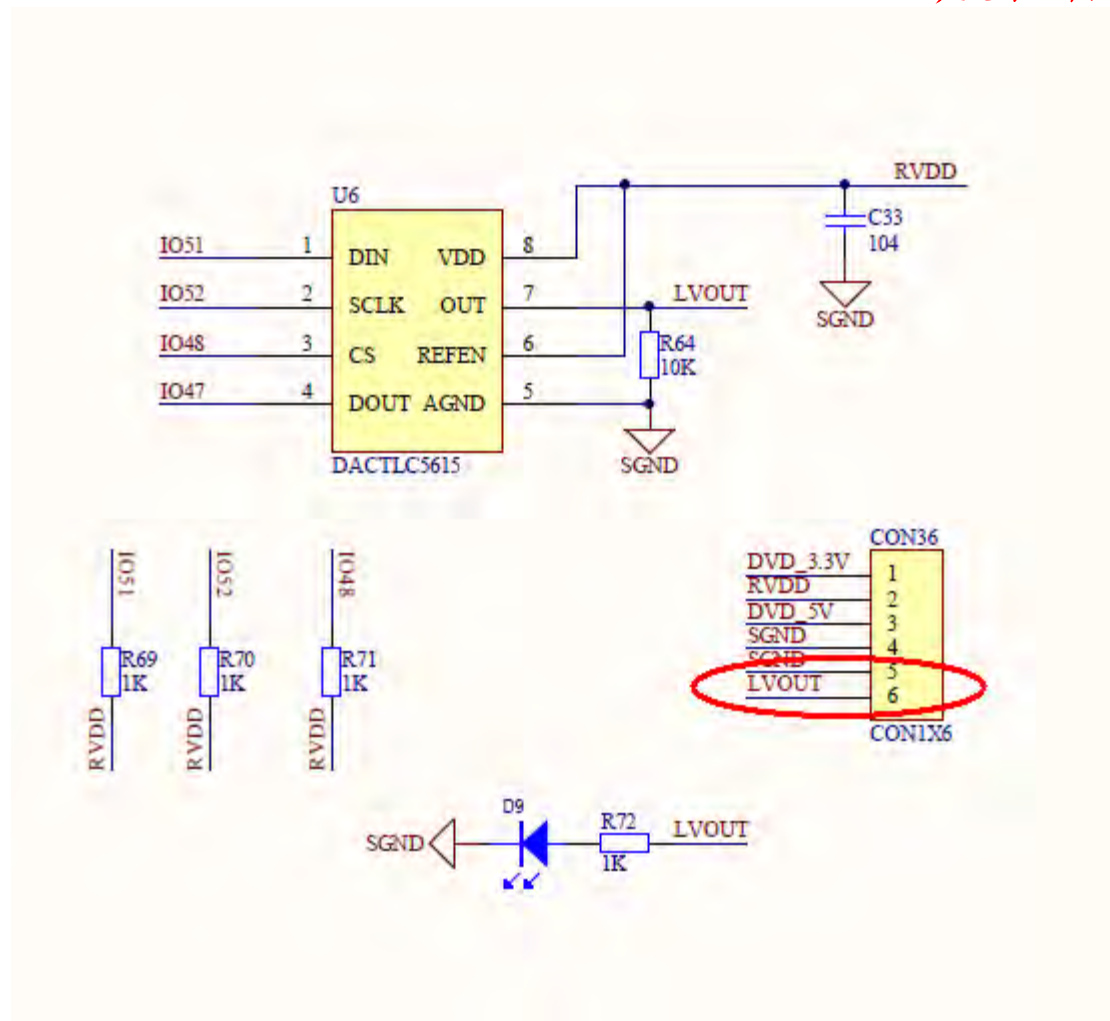 RVDD
C33
104
SGND
U6
IO51 1 DIN VDD 8
IO52 2 SCLK OUT 7 LVOUT
IO48 3 CS REFEN 6
IO47 4 DOUT AGND 5
DACTLC5615
R64
10K
SGND
IO51
R69
1K
RVDD
IO52
R70
1K
RVDD
IO48
R71
1K
RVDD
CON36
DVD_3.3V 1
RVDD 2
DVD_5V 3
SGND 4
SGND 5
LVOUT 6
CON1X6
D9
SGND
R72
1K
LVOUT